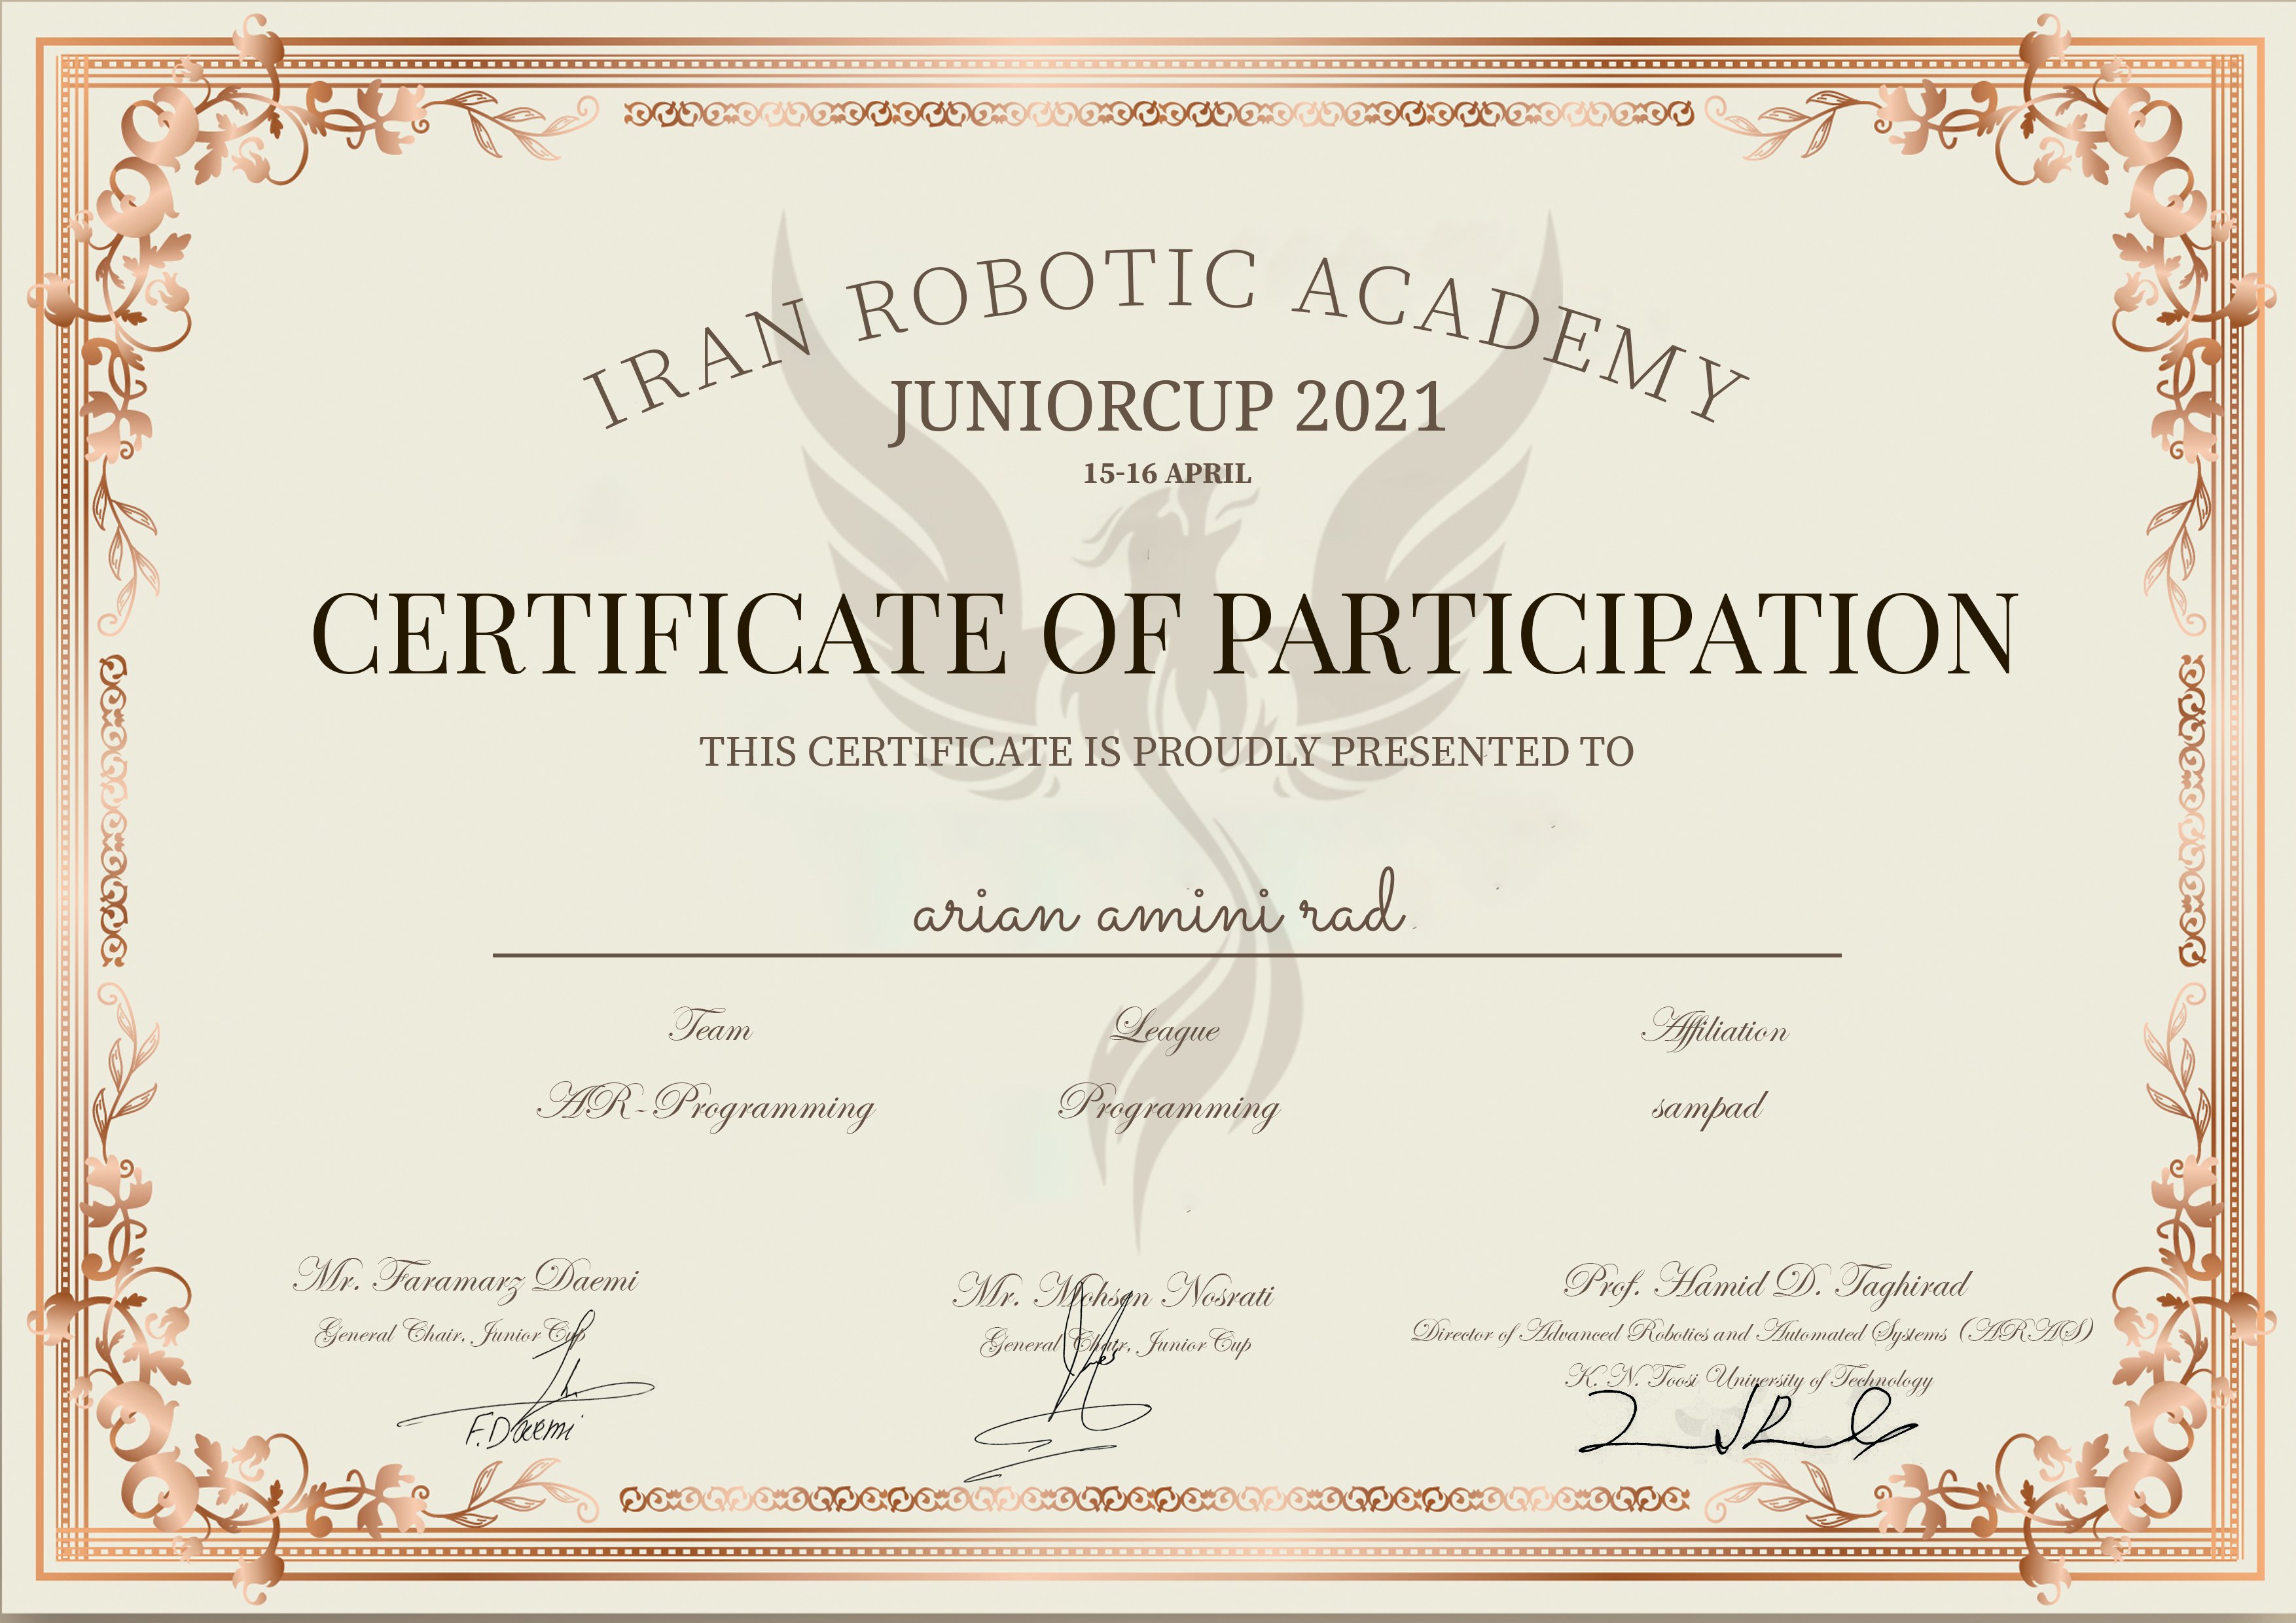 IRAN ROBOTIC ACADEMY
JUNIORCUP 2021
15-16 APRIL
CERTIFICATE OF PARTICIPATION
THIS CERTIFICATE IS PROUDLY PRESENTED TO
arian amini rad
Team League Affiliation
AR-Programming Programming sampad
Mr. Faramarz Daemi
General Chair, Junior Cup
F.Daemi
Mr. Mohsen Nosrati
General Chair, Junior Cup
Prof. Hamid D. Taghirad
Director of Advanced Robotics and Automated Systems (ARAS)
K. N. Toosi University of Technology